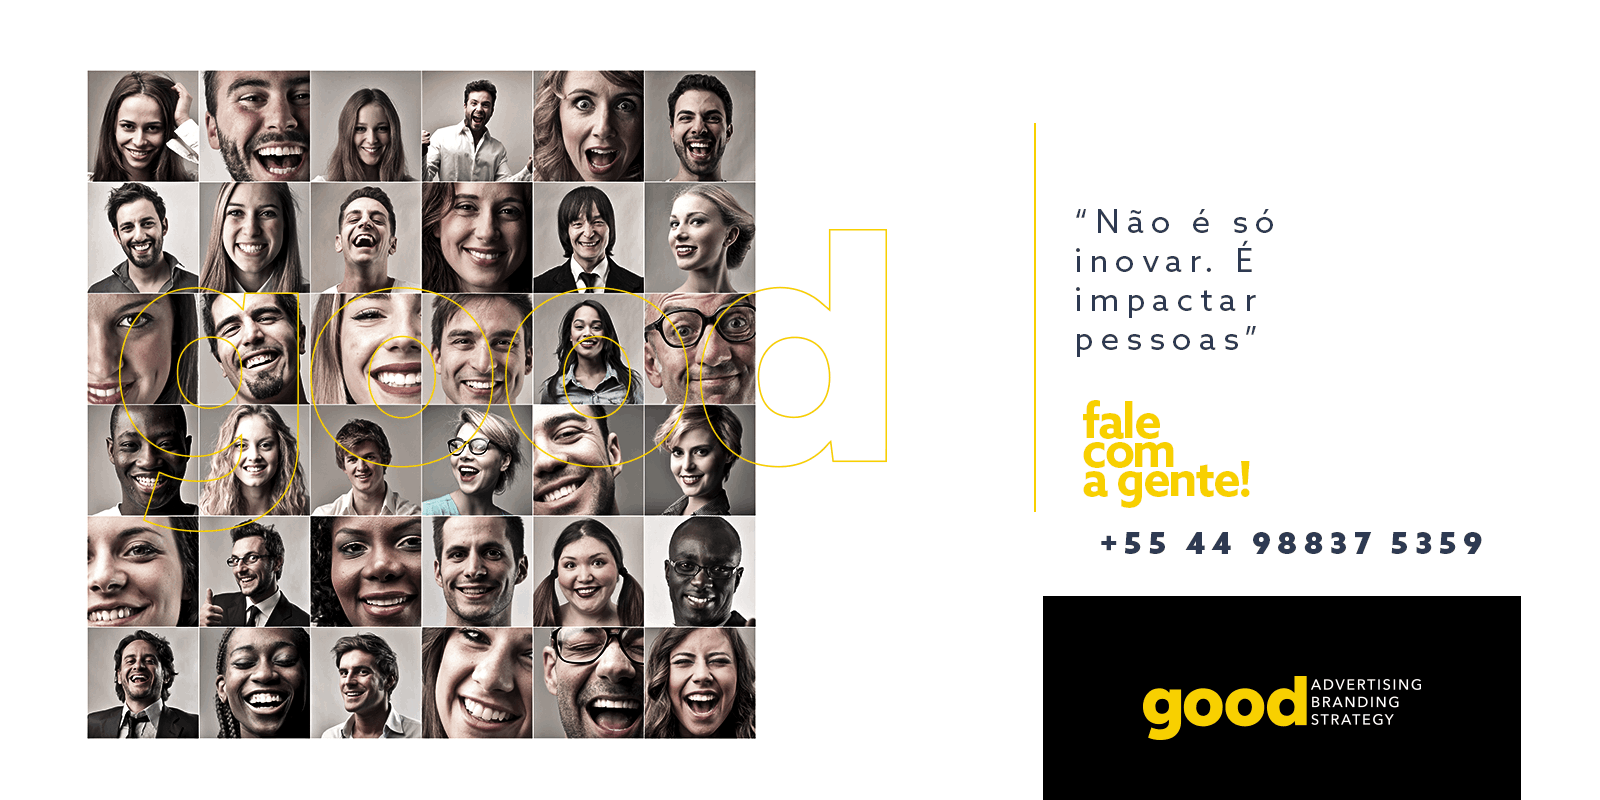 good
“Não é só
inovar. É
impactar
pessoas”
fale
com
a gente!
+55 44 98837 5359
good
ADVERTISING
BRANDING
STRATEGY